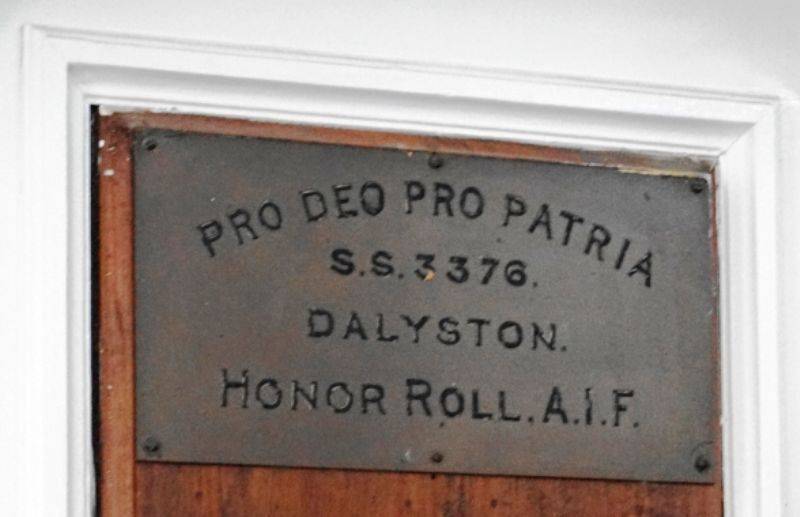 PRO DEO PRO PATRIA
S.S. 3376.
DALYSTON.
HONOR ROLL. A.I.F.